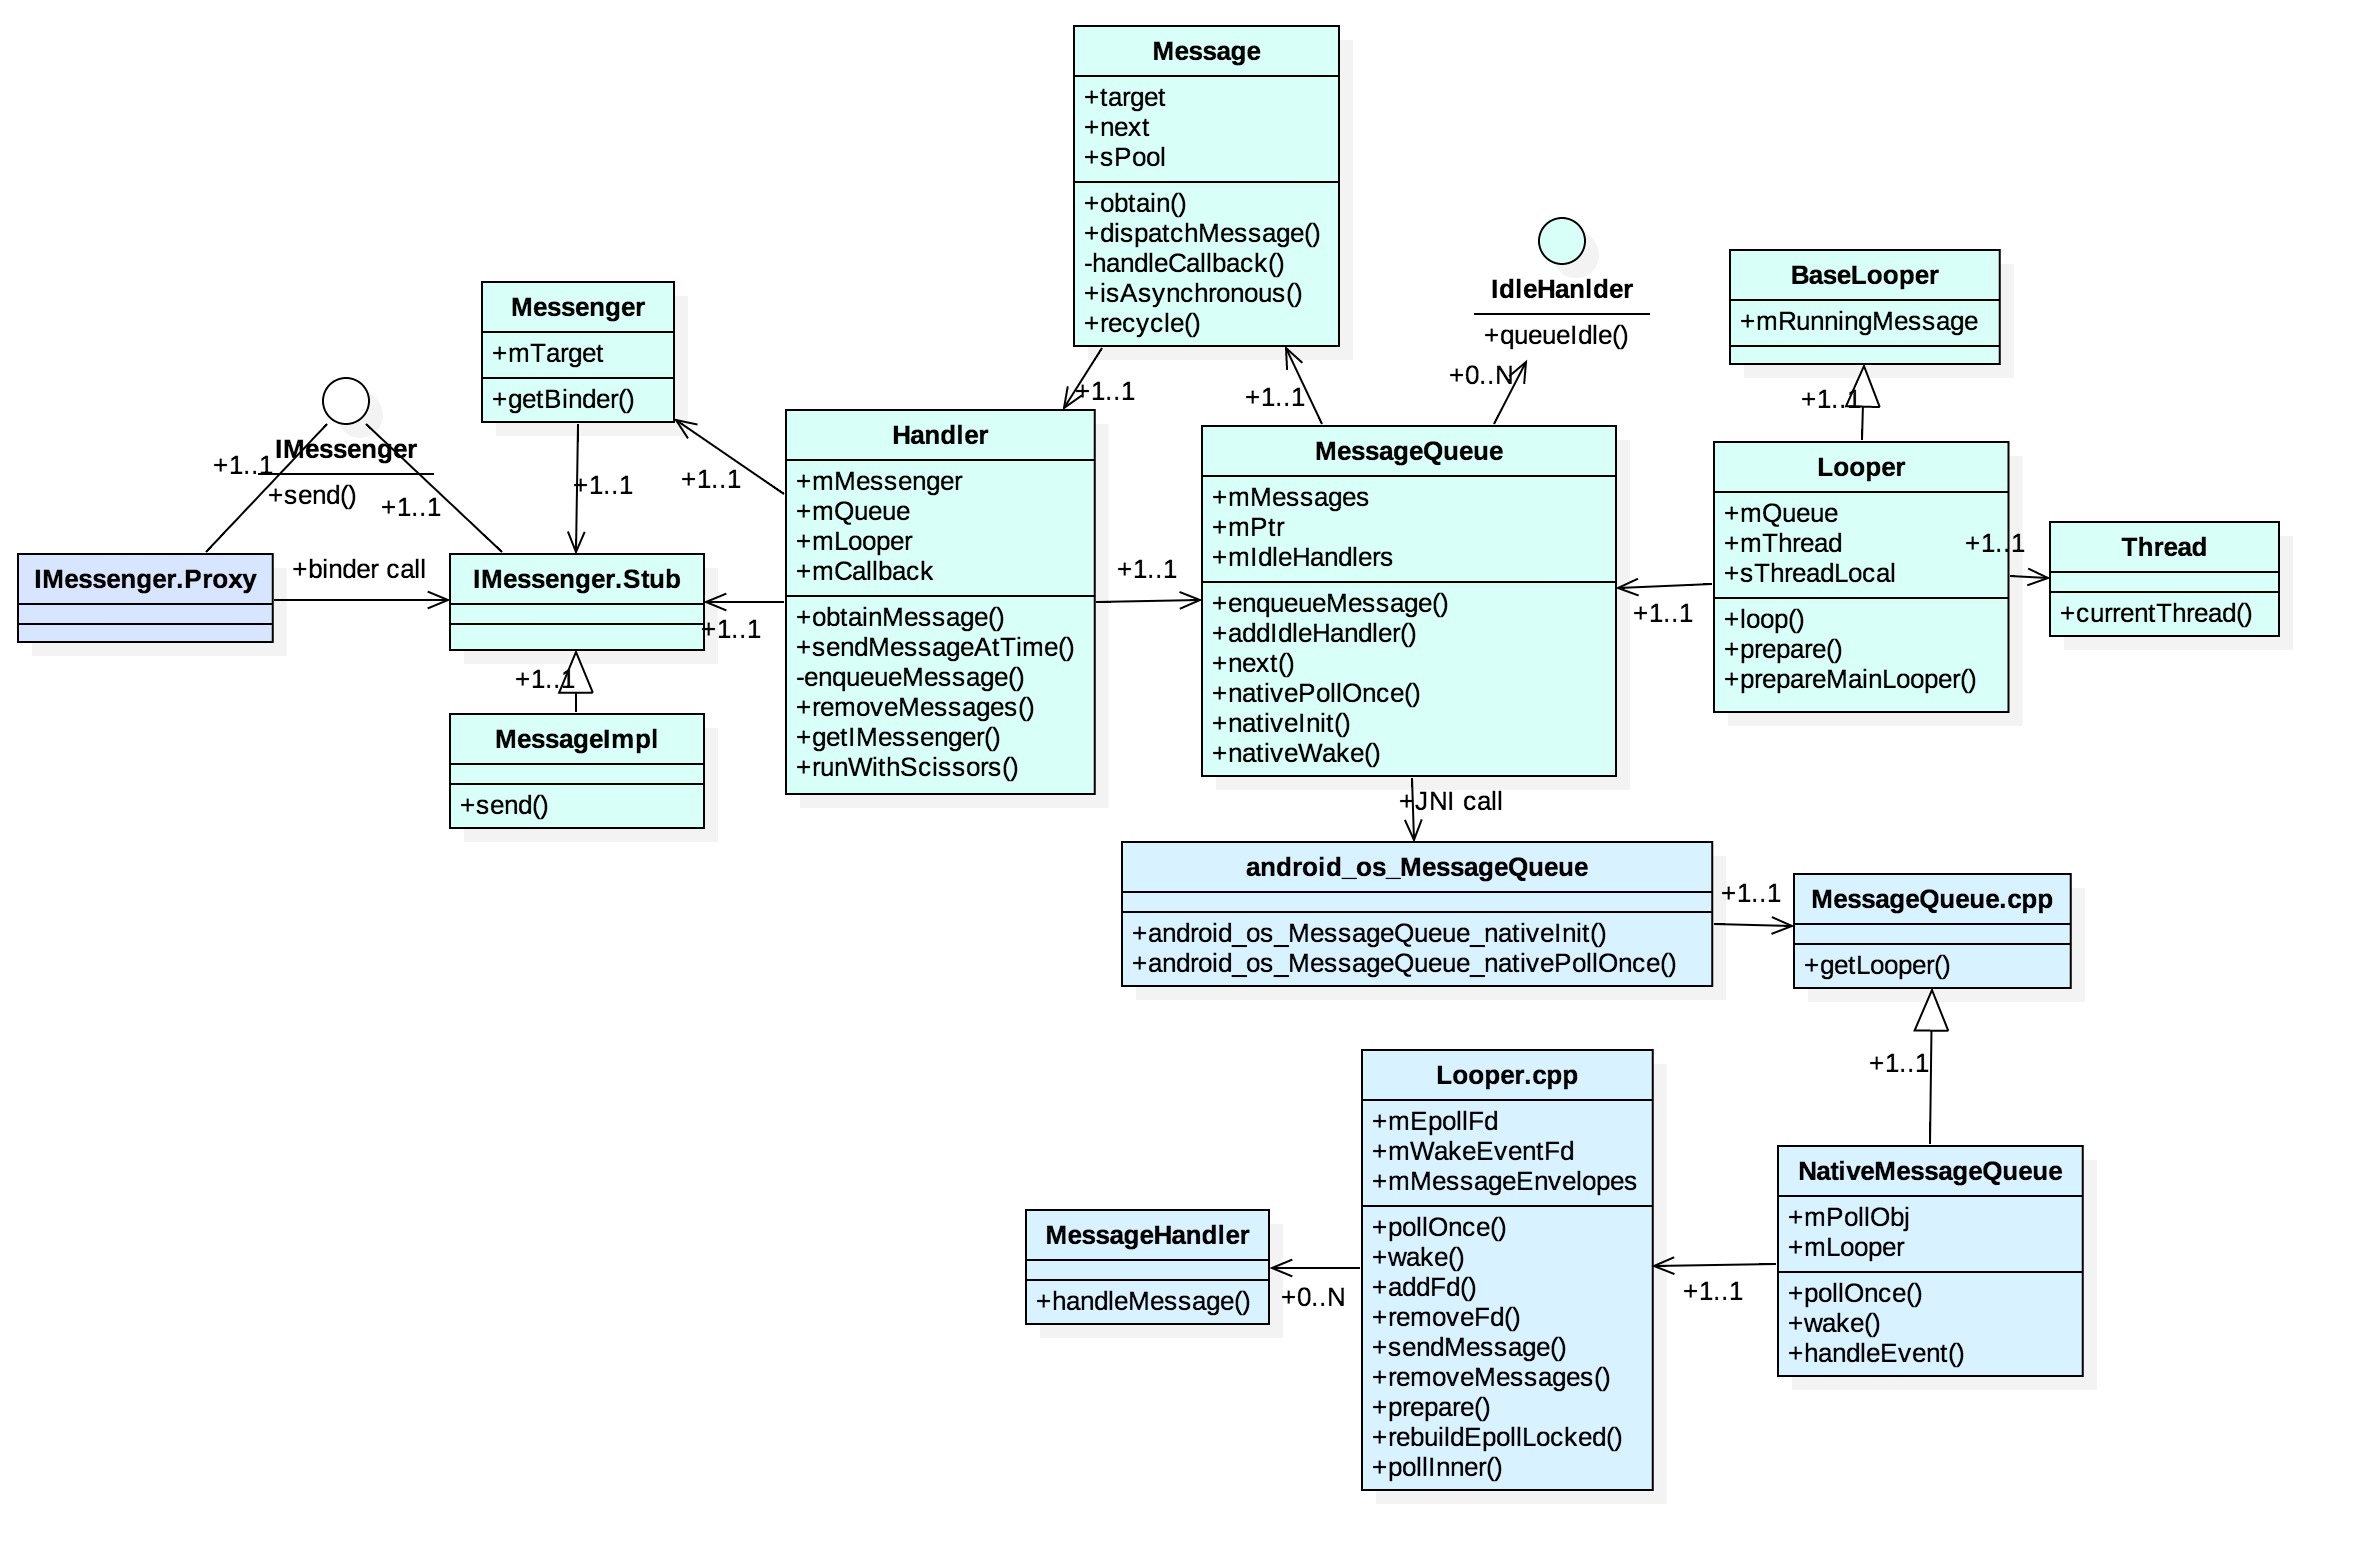 Message
+target
+next
+sPool
+obtain()
+dispatchMessage()
-handleCallback()
+isAsynchronous()
+recycle()
IdleHanlder
+queueIdle()
+0..N
BaseLooper
+mRunningMessage
+1..1
Messenger
+mTarget
+getBinder()
+1..1
+1..1
IMessenger
+send()
+1..1
+1..1
+1..1
+1..1
IMessenger.Proxy
+binder call
IMessenger.Stub
+1..1
MessageImpl
+send()
+1..1
Handler
+mMessenger
+mQueue
+mLooper
+mCallback
+obtainMessage()
+sendMessageAtTime()
-enqueueMessage()
+removeMessages()
+getIMessenger()
+runWithScissors()
+1..1
MessageQueue
+mMessages
+mPtr
+mIdleHandlers
+enqueueMessage()
+addIdleHandler()
+next()
+nativePollOnce()
+nativeInit()
+nativeWake()
+1..1
Looper
+mQueue
+mThread
+sThreadLocal
+loop()
+prepare()
+prepareMainLooper()
+1..1
Thread
+currentThread()
+JNI call
android_os_MessageQueue
+android_os_MessageQueue_nativeInit()
+android_os_MessageQueue_nativePollOnce()
+1..1
MessageQueue.cpp
+getLooper()
+1..1
Looper.cpp
+mEpollFd
+mWakeEventFd
+mMessageEnvelopes
+pollOnce()
+wake()
+addFd()
+removeFd()
+sendMessage()
+removeMessages()
+prepare()
+rebuildEpollLocked()
+pollInner()
NativeMessageQueue
+mPollObj
+mLooper
+pollOnce()
+wake()
+handleEvent()
+1..1
MessageHandler
+handleMessage()
+0..N